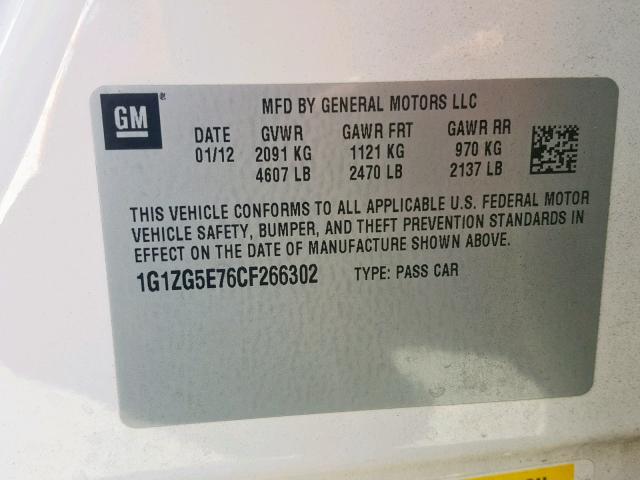 GM
MFD BY GENERAL MOTORS LLC
DATE GVWR GAWR FRT GAWR RR
01/12 2091 KG 1121 KG 970 KG
4607 LB 2470 LB 2137 LB
THIS VEHICLE CONFORMS TO ALL APPLICABLE U.S. FEDERAL MOTOR
VEHICLE SAFETY, BUMPER, AND THEFT PREVENTION STANDARDS IN
EFFECT ON THE DATE OF MANUFACTURE SHOWN ABOVE.
1G1ZG5E76CF266302 TYPE: PASS CAR